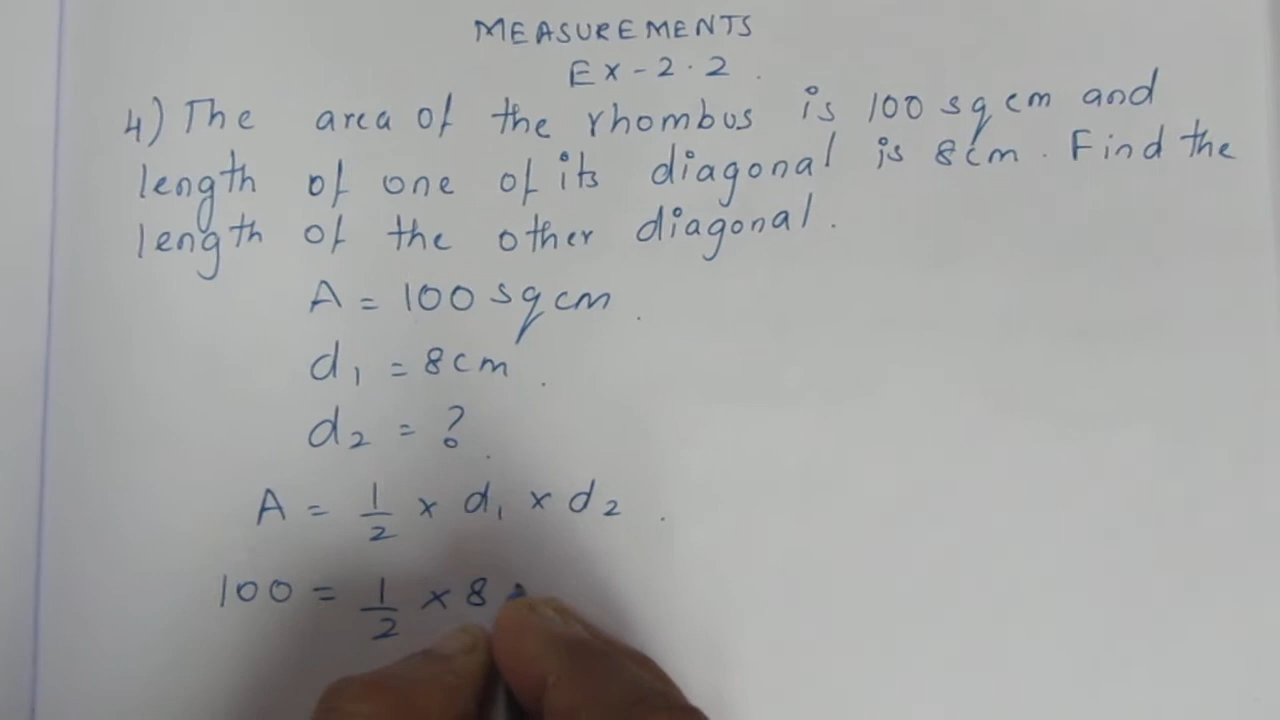 MEASUREMENTS
EX-2.2
4) The area of the rhombus is 100 sq cm and
length of one of its diagonal is 8cm. Find the
length of the other diagonal.
A = 100 sq cm
d₁ = 8cm
d₂ = ?
A = 1/2 × d₁ × d₂
100 = 1/2 × 8